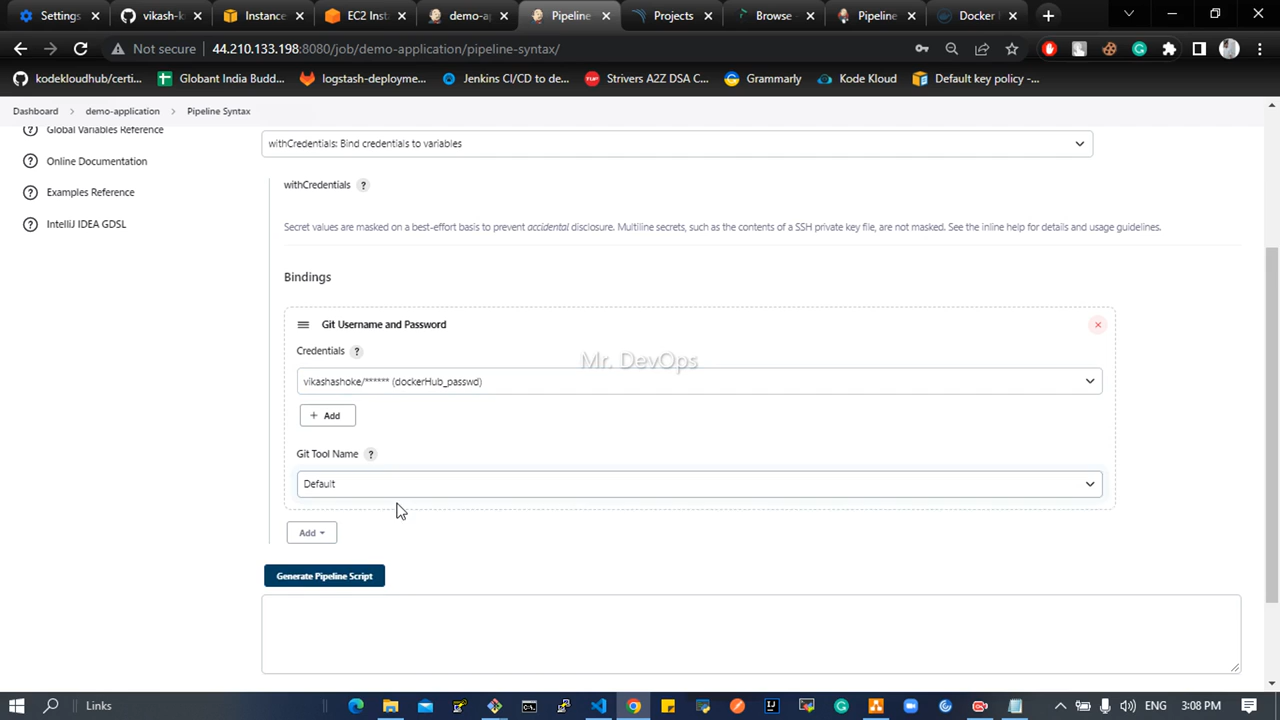 Settings
vikash-k
Instance
EC2 Inst
demo-ap
Pipeline
Projects
Browse
Pipeline
Docker
Not secure
44.210.133.198:8080/job/demo-application/pipeline-syntax/
kodekloudhub/certi...
Globant India Budd...
logstash-deployme...
Jenkins CI/CD to de...
Strivers A2Z DSA C...
Grammarly
Kode Kloud
Default key policy -...
Dashboard > demo-application > Pipeline Syntax
Global Variables Reference
Online Documentation
Examples Reference
IntelliJ IDEA GDSL
withCredentials: Bind credentials to variables
withCredentials ?
Secret values are masked on a best-effort basis to prevent accidental disclosure. Multiline secrets, such as the contents of a SSH private key file, are not masked. See the inline help for details and usage guidelines.
Bindings
Git Username and Password
Credentials ?
Mr. DevOps
vikashashoke/****** (dockerHub_passwd)
+ Add
Git Tool Name ?
Default
Add
Generate Pipeline Script
Links
ENG
3:08 PM